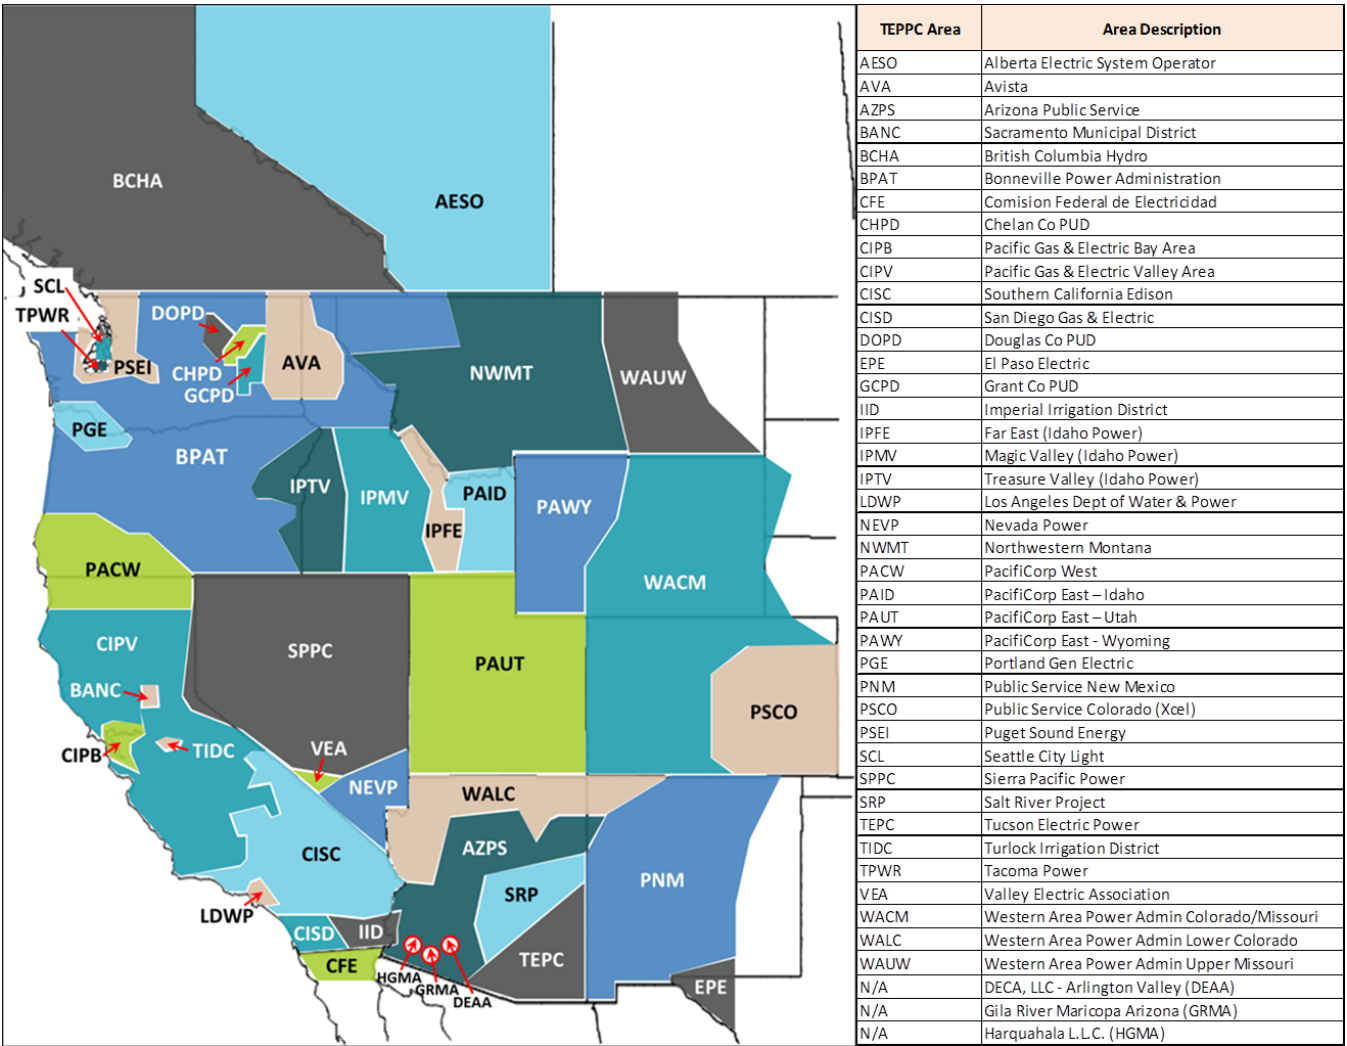 BCHA
AESO
SCL
TPWR
DOPD
PSEI
CHPD
GCPD
AVA
NWMT
WAUW
PGE
BPAT
IPTV
IPMV
PAID
IPFE
PAWY
PACW
WACM
CIPV
SPPC
PAUT
BANC
PSCO
CIPB
TIDC
VEA
NEVP
WALC
CISC
AZPS
SRP
PNM
LDWP
CISD
IID
CFE
HGMA
GRMA
DEAA
TEPC
EPE
TEPPC Area Area Description
AESO Alberta Electric System Operator
AVA Avista
AZPS Arizona Public Service
BANC Sacramento Municipal District
BCHA British Columbia Hydro
BPAT Bonneville Power Administration
CFE Comision Federal de Electricidad
CHPD Chelan Co PUD
CIPB Pacific Gas & Electric Bay Area
CIPV Pacific Gas & Electric Valley Area
CISC Southern California Edison
CISD San Diego Gas & Electric
DOPD Douglas Co PUD
EPE El Paso Electric
GCPD Grant Co PUD
IID Imperial Irrigation District
IPFE Far East (Idaho Power)
IPMV Magic Valley (Idaho Power)
IPTV Treasure Valley (Idaho Power)
LDWP Los Angeles Dept of Water & Power
NEVP Nevada Power
NWMT Northwestern Montana
PACW PacifiCorp West
PAID PacifiCorp East – Idaho
PAUT PacifiCorp East – Utah
PAWY PacifiCorp East - Wyoming
PGE Portland Gen Electric
PNM Public Service New Mexico
PSCO Public Service Colorado (Xcel)
PSEI Puget Sound Energy
SCL Seattle City Light
SPPC Sierra Pacific Power
SRP Salt River Project
TEPC Tucson Electric Power
TIDC Turlock Irrigation District
TPWR Tacoma Power
VEA Valley Electric Association
WACM Western Area Power Admin Colorado/Missouri
WALC Western Area Power Admin Lower Colorado
WAUW Western Area Power Admin Upper Missouri
N/A DECA, LLC - Arlington Valley (DEAA)
N/A Gila River Maricopa Arizona (GRMA)
N/A Harquahala L.L.C. (HGMA)